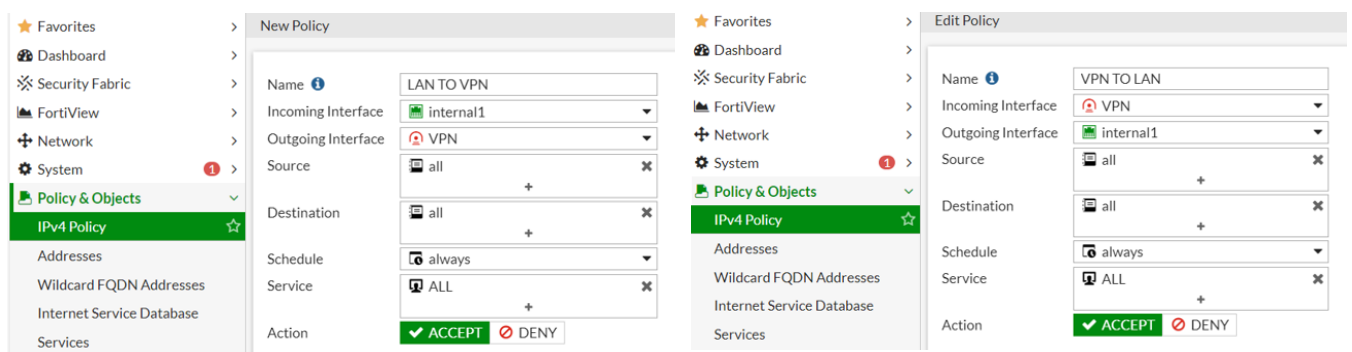 Favorites
Dashboard
Security Fabric
FortiView
Network
System 1
Policy & Objects
IPv4 Policy
Addresses
Wildcard FQDN Addresses
Internet Service Database
Services
New Policy
Name
LAN TO VPN
Incoming Interface
internal1
Outgoing Interface
VPN
Source
all
+
Destination
all
+
Schedule
always
Service
ALL
+
Action
ACCEPT DENY
Favorites
Dashboard
Security Fabric
FortiView
Network
System 1
Policy & Objects
IPv4 Policy
Addresses
Wildcard FQDN Addresses
Internet Service Database
Services
Edit Policy
Name
VPN TO LAN
Incoming Interface
VPN
Outgoing Interface
internal1
Source
all
+
Destination
all
+
Schedule
always
Service
ALL
+
Action
ACCEPT DENY